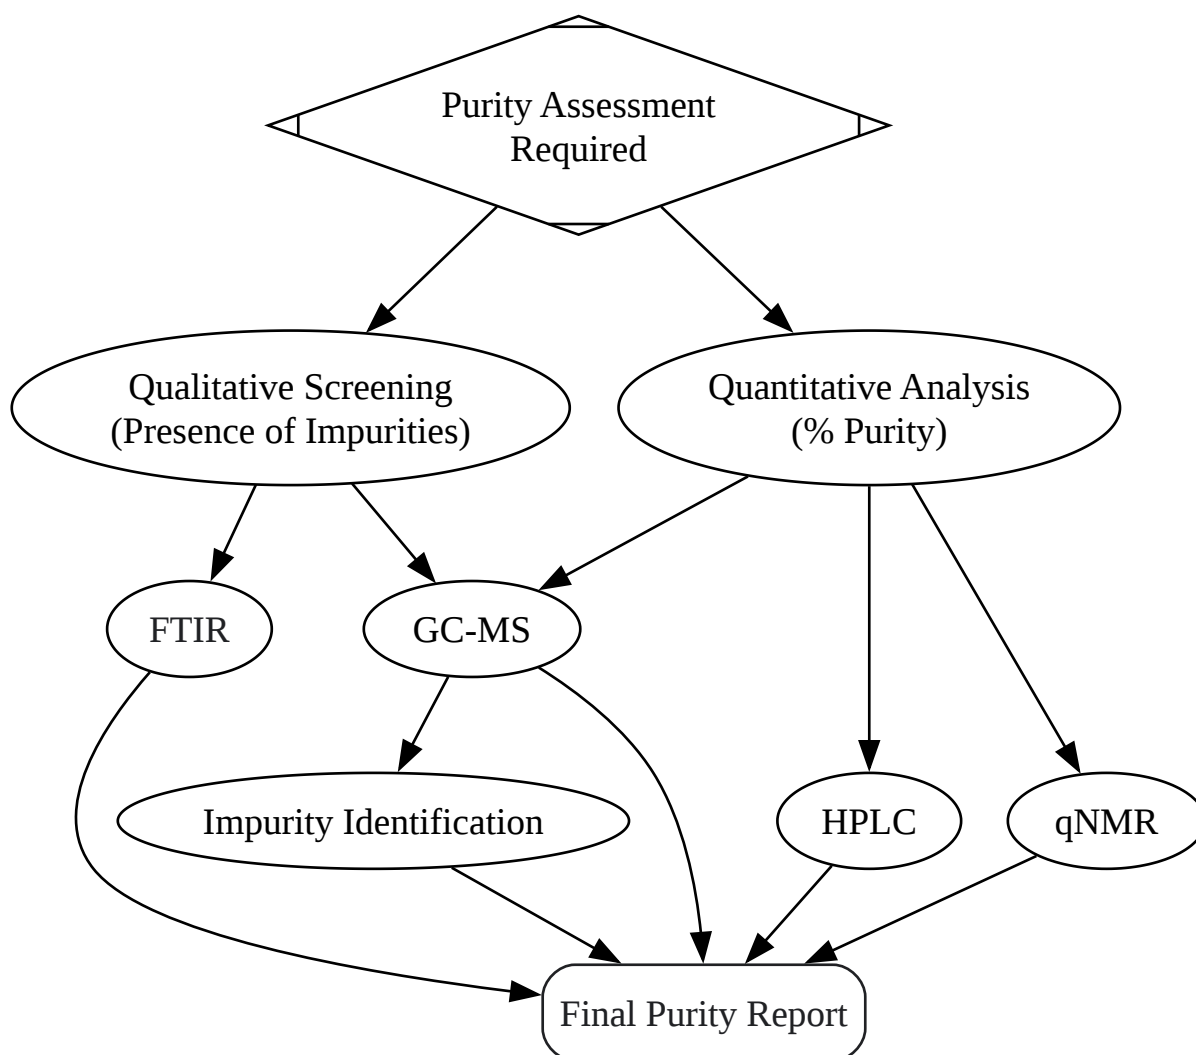 Purity Assessment
Required
Qualitative Screening
(Presence of Impurities)
Quantitative Analysis
(% Purity)
FTIR
GC-MS
Impurity Identification
HPLC
qNMR
Final Purity Report